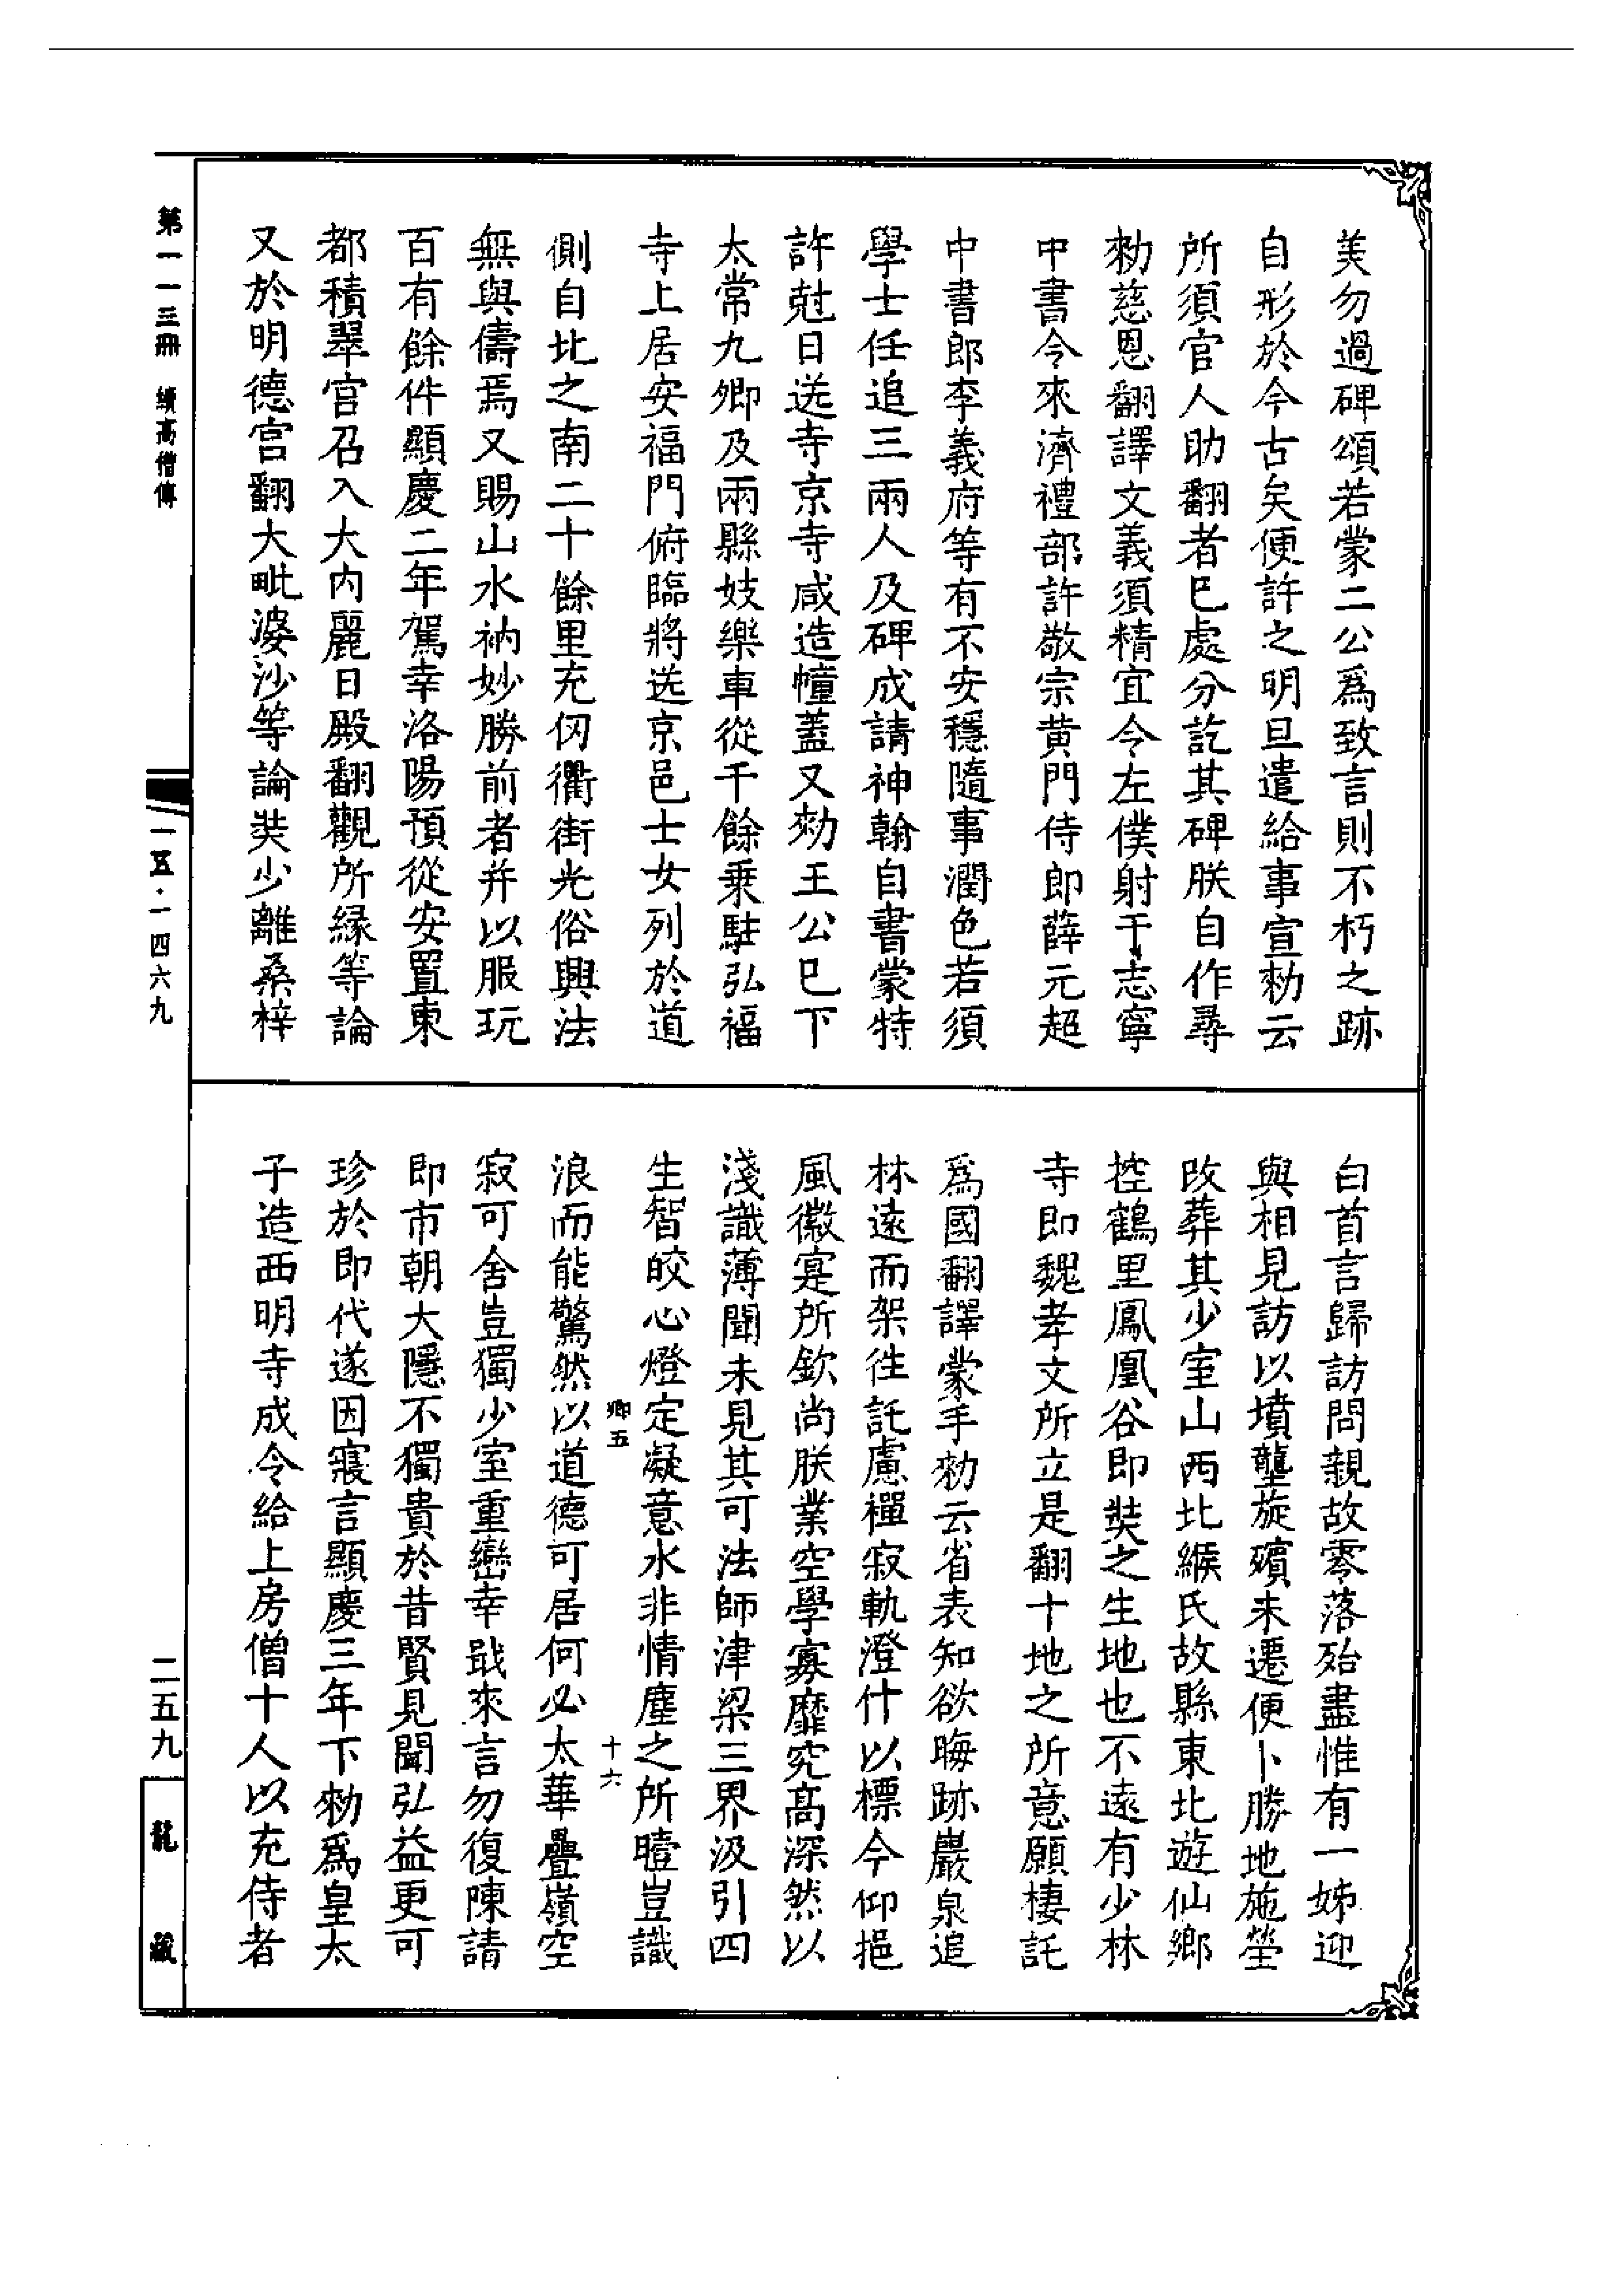 美勿過碑頌若蒙二公爲致言則不朽之跡
自形於今古矣便許之明旦遣給事宣勑云
所須官人助翻者已處分訖其碑朕自作尋
勑慈恩翻譯文義須精宜令左僕射于志寧
中書令來濟禮部許敬宗黃門侍郎薛元超
中書郎李義府等有不安穩隨事潤色若須
學士任追三兩人及碑成請神翰自書蒙特
許尅日送寺京寺咸造幢蓋又勑王公已下
太常九卿及兩縣妓樂車從千餘乗駐弘福
寺上居安福門俯臨將送京邑士女列於道
側自北之南二十餘里充仞衢街光俗興法
無與儔焉又賜山水衲妙勝前者并以服玩
百有餘件顯慶二年駕幸洛陽預從安置東
都積翠宮召入大内麗日殿翻觀所緣等論
又於明德宮翻大毗婆沙等論奘少離桑梓
白首言歸訪問親故零落殆盡惟有一姊迎
與相見訪以墳壟旋殯未遷便卜勝地施塋
改葬其少室山西北緱氏故縣東北遊仙鄉
控鶴里鳳凰谷即奘之生地也不遠有少林
寺即魏孝文所立是翻十地之所意願棲託
爲國翻譯蒙手勑云省表知欲晦跡巖泉追
林遠而架往託慮禪寂軌澄什以標今仰挹
風徽寔所欽尚朕業空學寡靡究高深然以
淺識薄聞未見其可法師津梁三界汲引四
生智皎心燈定凝意水非情塵之所曀豈識
卿五
十六
浪而能驚然以道德可居何必太華疊嶺空
寂可舍豈獨少室重巒幸戢來言勿復陳請
即市朝大隱不獨貴於昔賢見聞弘益更可
珍於即代遂因寢言顯慶三年下勑爲皇太
子造西明寺成令給上房僧十人以充侍者
第一一三冊 續高僧傳
一五·一四六九
二五九
龍藏